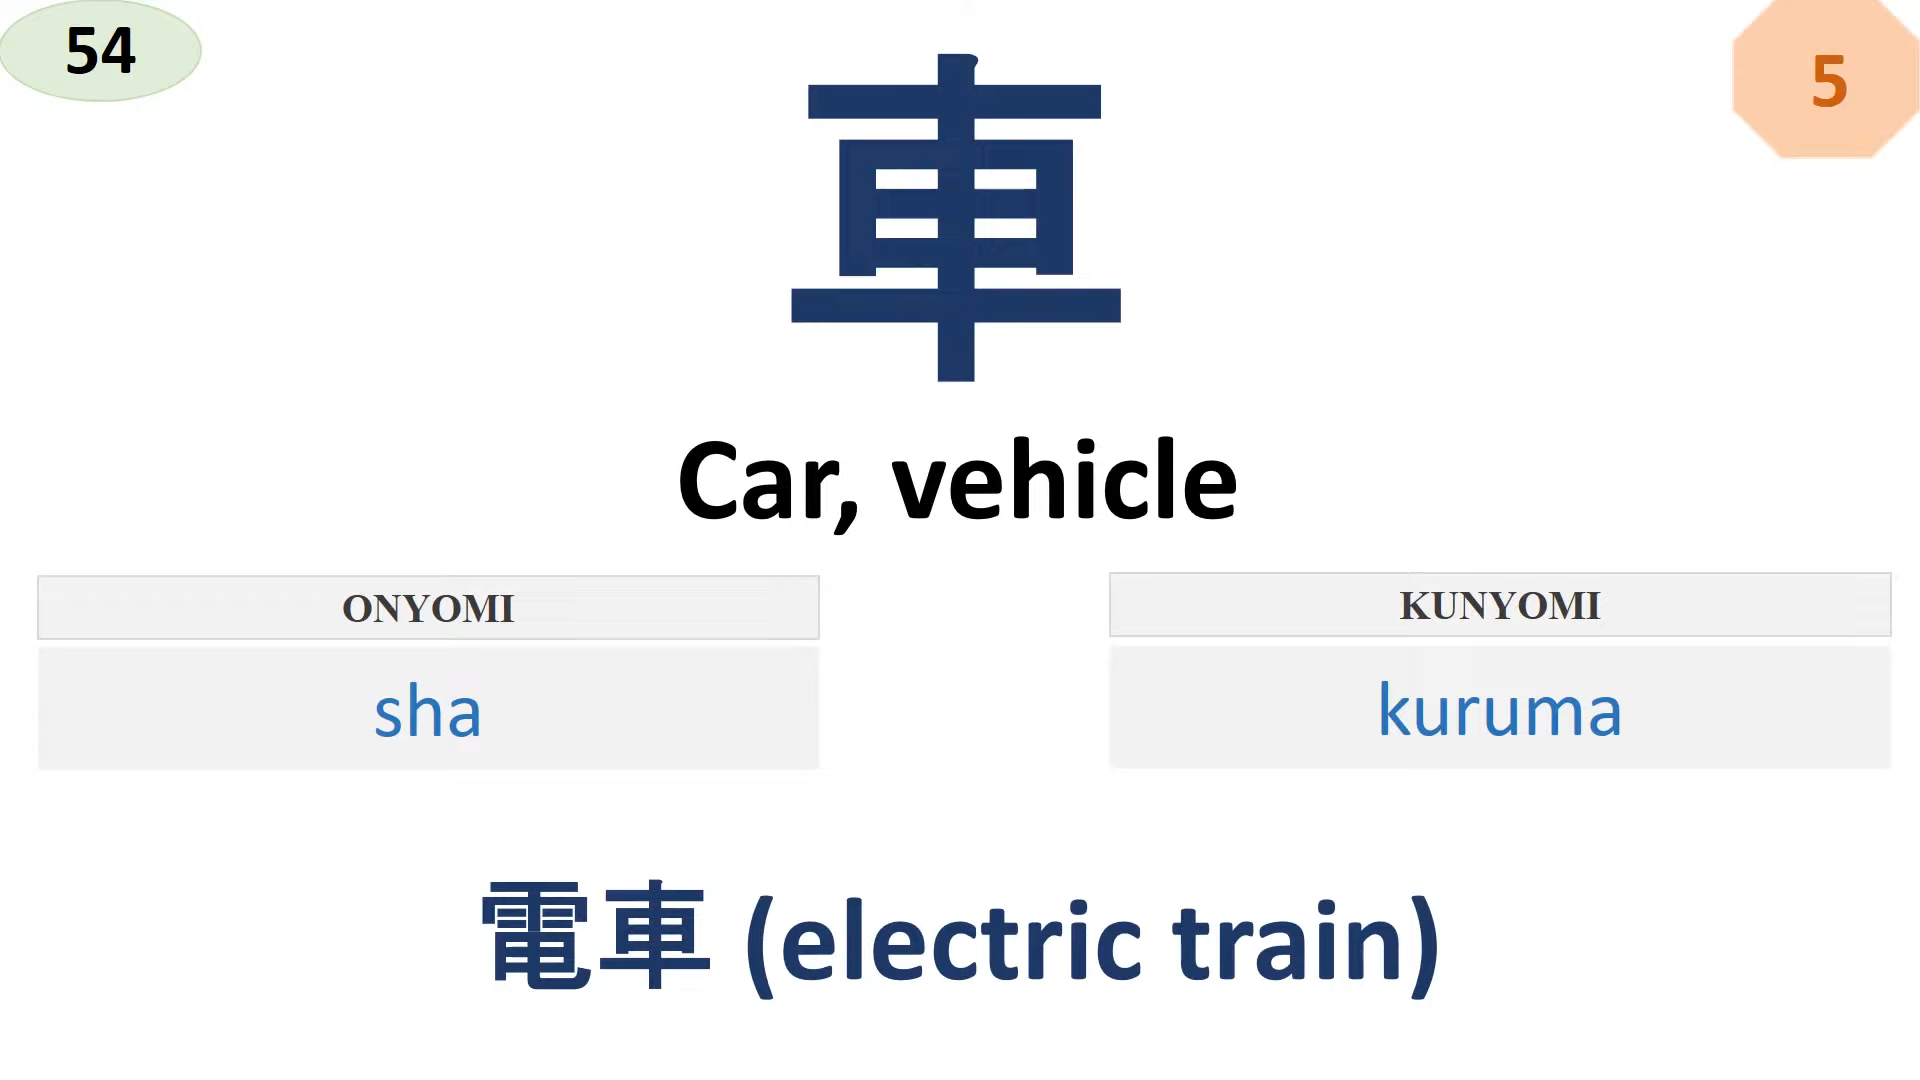 54
5
車
Car, vehicle
ONYOMI
KUNYOMI
sha
kuruma
電車 (electric train)